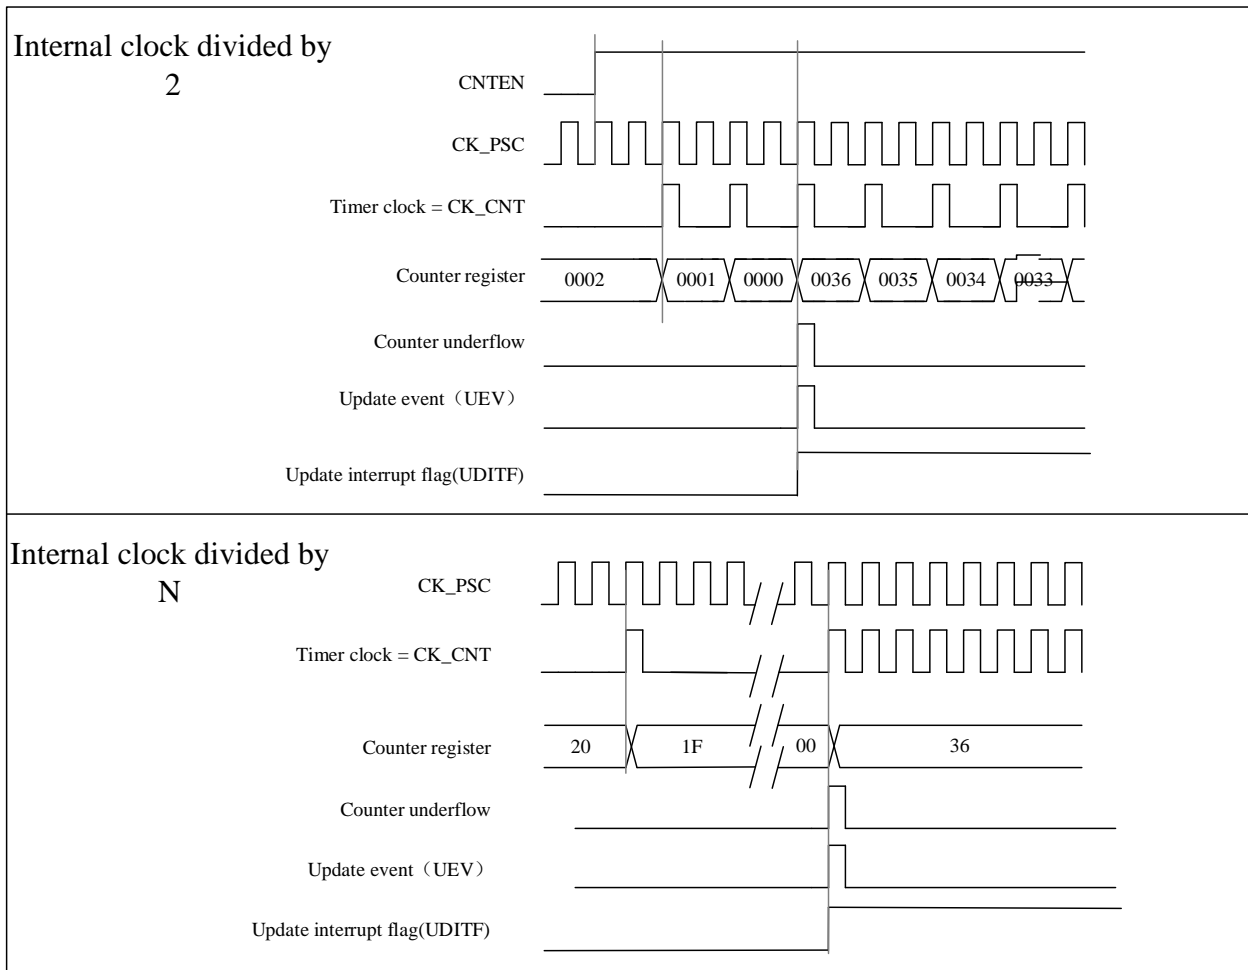 Internal clock divided by
2
CNTEN
CK_PSC
Timer clock = CK_CNT
Counter register
0002 0001 0000 0036 0035 0034 0033
Counter underflow
Update event（UEV）
Update interrupt flag(UDITF)
Internal clock divided by
N
CK_PSC
Timer clock = CK_CNT
Counter register
20 1F 00 36
Counter underflow
Update event（UEV）
Update interrupt flag(UDITF)